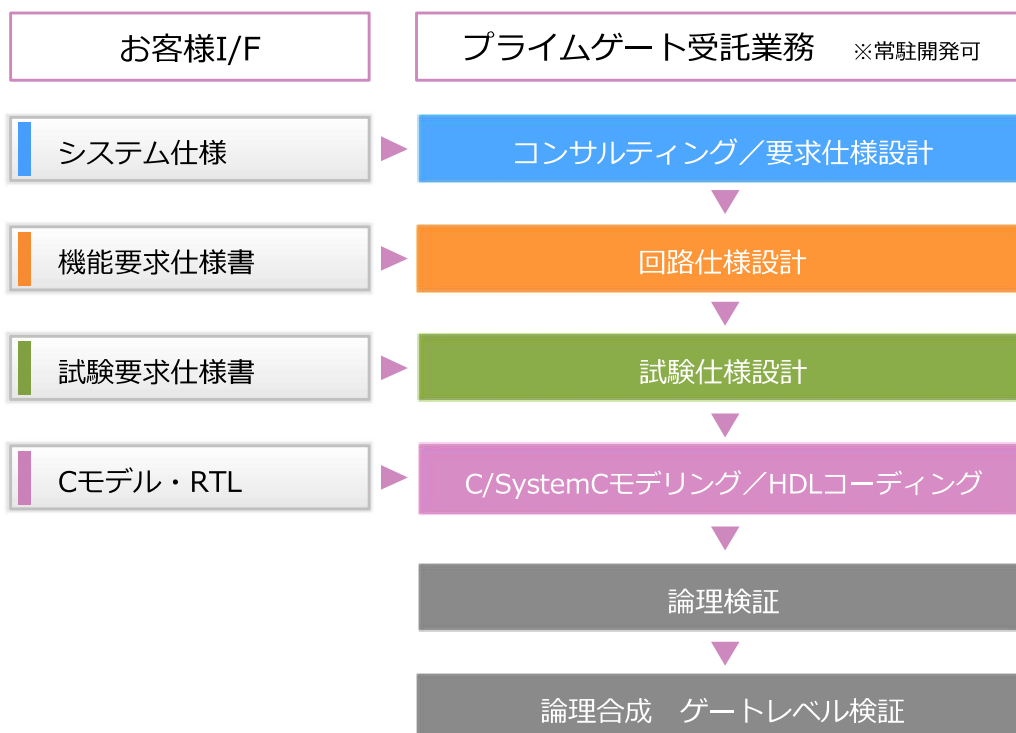 お客様I/F
プライムゲート受託業務 ※常駐開発可
システム仕様
コンサルティング／要求仕様設計
機能要求仕様書
回路仕様設計
試験要求仕様書
試験仕様設計
Cモデル・RTL
C/SystemCモデリング／HDLコーディング
論理検証
論理合成　ゲートレベル検証